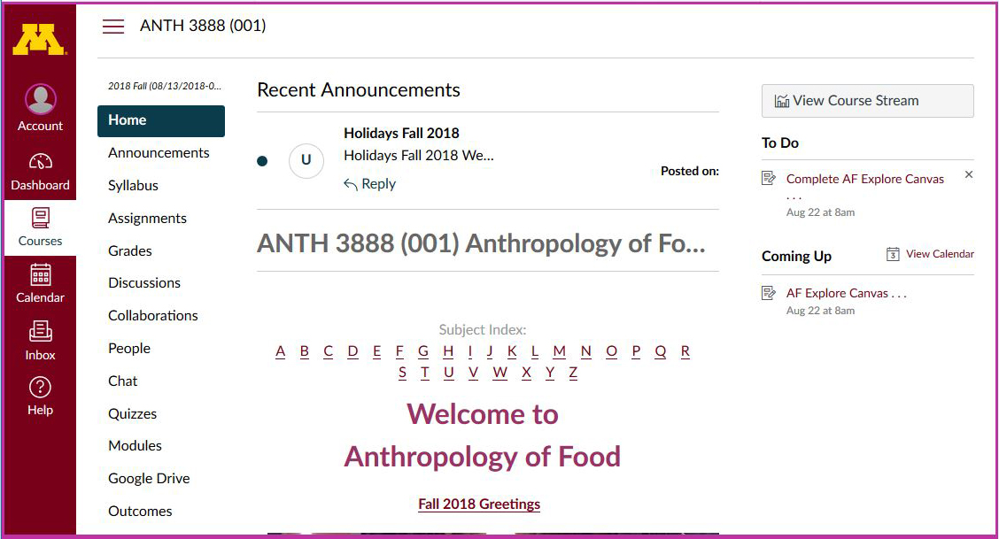 ANTH 3888 (001)
M
Account
Dashboard
Courses
Calendar
Inbox
Help
2018 Fall (08/13/2018-0...
Home
Announcements
Syllabus
Assignments
Grades
Discussions
Collaborations
People
Chat
Quizzes
Modules
Google Drive
Outcomes
Recent Announcements
U
Holidays Fall 2018
Holidays Fall 2018 We...
Reply
Posted on:
ANTH 3888 (001) Anthropology of Fo...
Subject Index:
A B C D E F G H I J K L M N O P Q R
S T U V W X Y Z
Welcome to
Anthropology of Food
Fall 2018 Greetings
View Course Stream
To Do
Complete AF Explore Canvas
. . .
Aug 22 at 8am
Coming Up
3 View Calendar
AF Explore Canvas . . .
Aug 22 at 8am